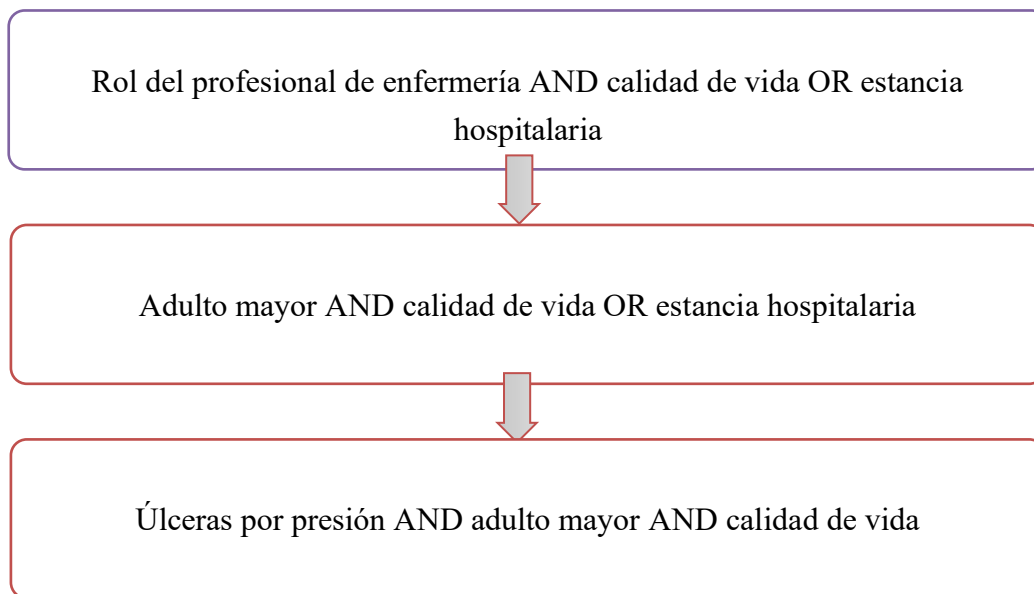 Rol del profesional de enfermería AND calidad de vida OR estancia
hospitalaria
Adulto mayor AND calidad de vida OR estancia hospitalaria
Úlceras por presión AND adulto mayor AND calidad de vida